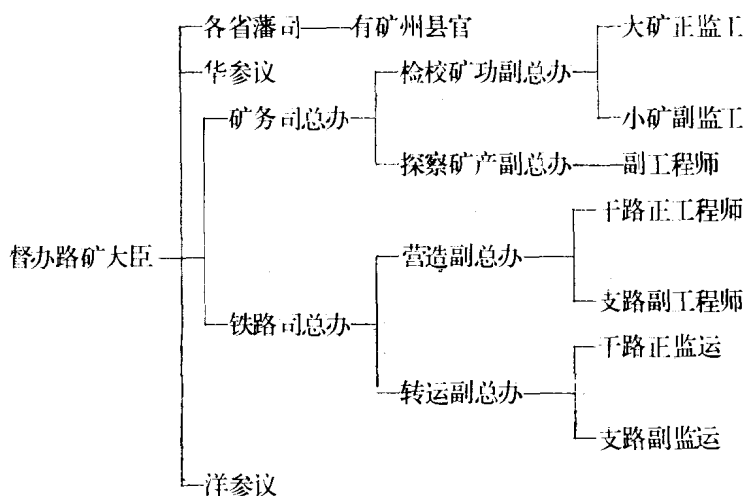 各省藩司
有矿州县官
华参议
矿务司总办
检校矿功副总办
大矿正监工
小矿副监工
探察矿产副总办
副工程师
督办路矿大臣
铁路司总办
营造副总办
干路正工程师
支路副工程师
转运副总办
干路正监运
支路副监运
洋参议